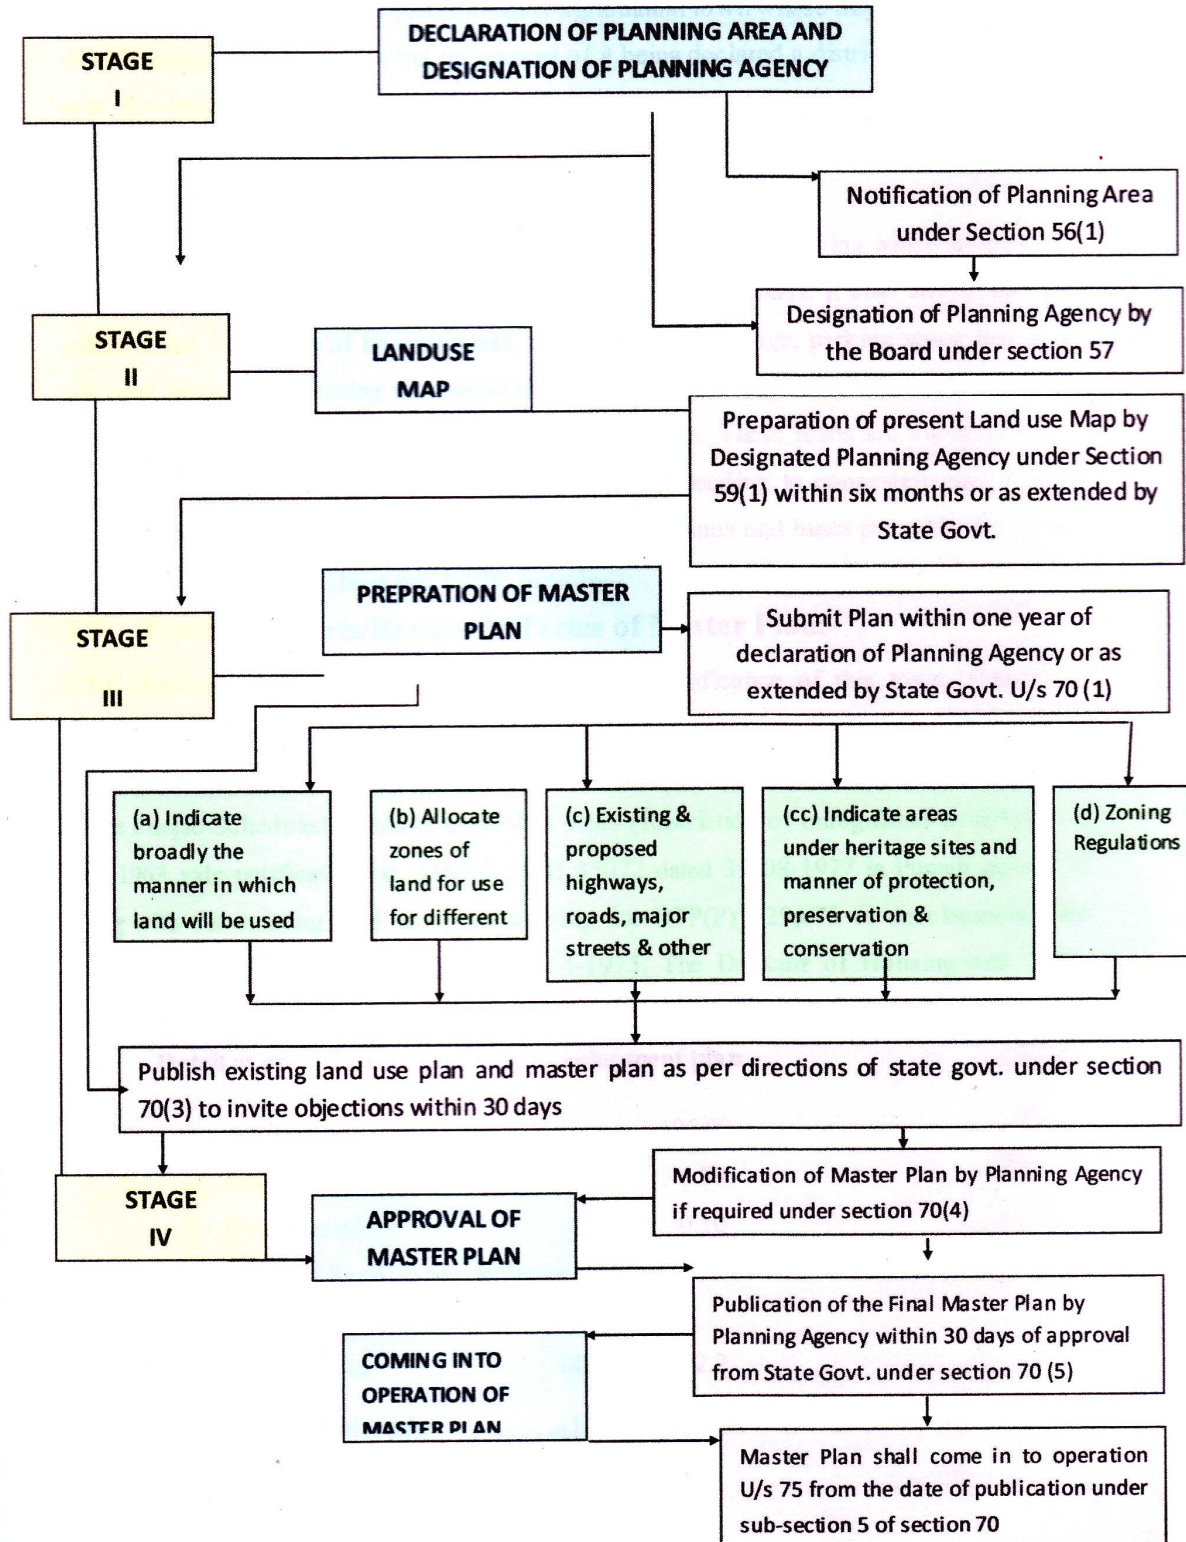 DECLARATION OF PLANNING AREA AND
DESIGNATION OF PLANNING AGENCY
STAGE
I
Notification of Planning Area
under Section 56(1)
Designation of Planning Agency by
the Board under section 57
STAGE
II
LANDUSE
MAP
Preparation of present Land use Map by
Designated Planning Agency under Section
59(1) within six months or as extended by
State Govt.
STAGE
III
PREPRATION OF MASTER
PLAN
Submit Plan within one year of
declaration of Planning Agency or as
extended by State Govt. U/s 70 (1)
(a) Indicate
broadly the
manner in which
land will be used
(b) Allocate
zones of
land for use
for different
(c) Existing &
proposed
highways,
roads, major
streets & other
(cc) Indicate areas
under heritage sites and
manner of protection,
preservation &
conservation
(d) Zoning
Regulations
Publish existing land use plan and master plan as per directions of state govt. under section
70(3) to invite objections within 30 days
STAGE
IV
APPROVAL OF
MASTER PLAN
Modification of Master Plan by Planning Agency
if required under section 70(4)
Publication of the Final Master Plan by
Planning Agency within 30 days of approval
from State Govt. under section 70 (5)
COMING INTO
OPERATION OF
MASTER PLAN
Master Plan shall come in to operation
U/s 75 from the date of publication under
sub-section 5 of section 70